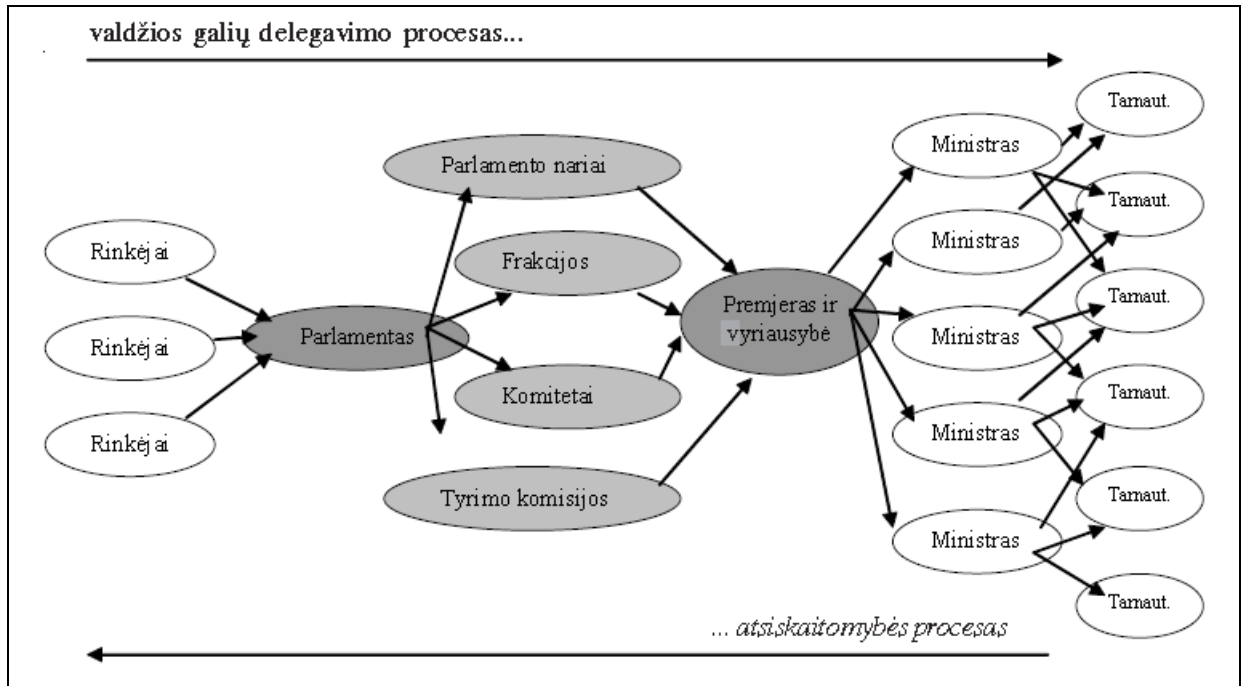 valdžios galių delegavimo procesas...
Rinkėjai
Rinkėjai
Rinkėjai
Parlamentas
Parlamento nariai
Frakcijos
Komitetai
Tyrimo komisijos
Premjeras ir
vyriausybė
Ministras
Ministras
Ministras
Ministras
Ministras
Tarnaut.
Tarnaut.
Tarnaut.
Tarnaut.
Tarnaut.
Tarnaut.
... atsiskaitomybės procesas